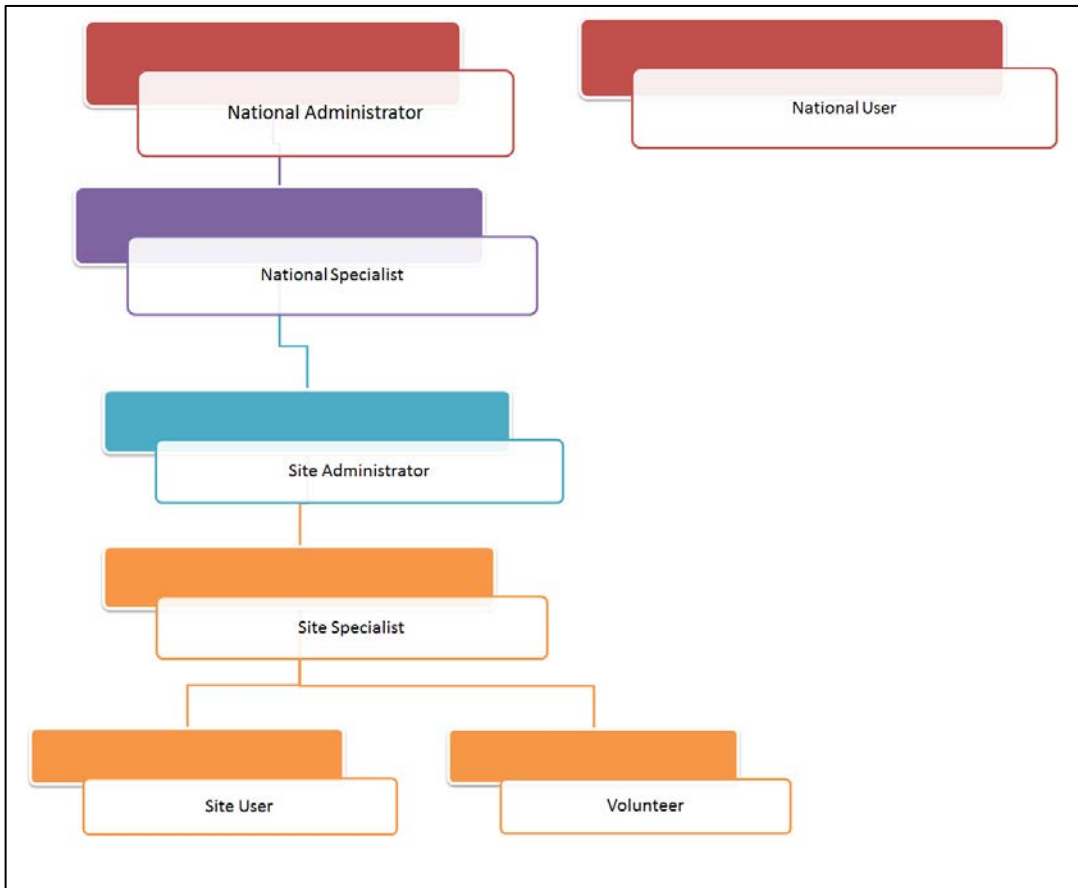 National Administrator
National User
National Specialist
Site Administrator
Site Specialist
Site User
Volunteer